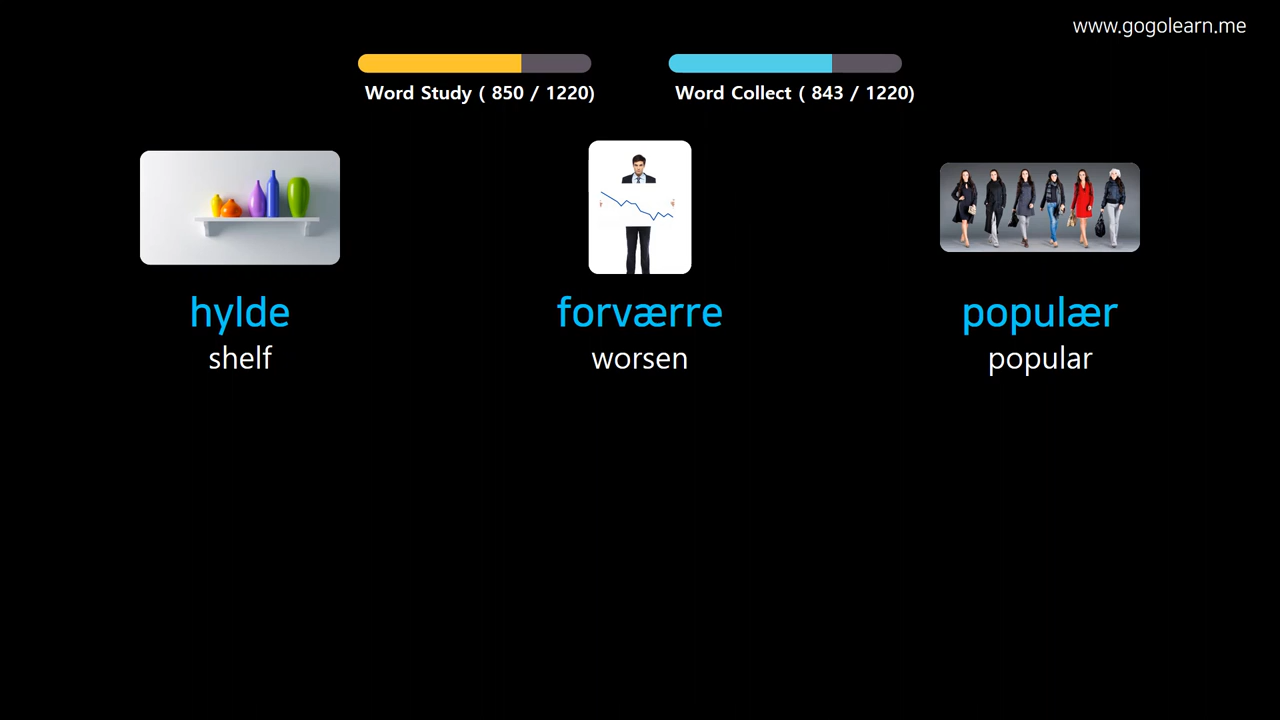 www.gogolearn.me
Word Study ( 850 / 1220)
Word Collect ( 843 / 1220)
hylde
shelf
forværre
worsen
populær
popular